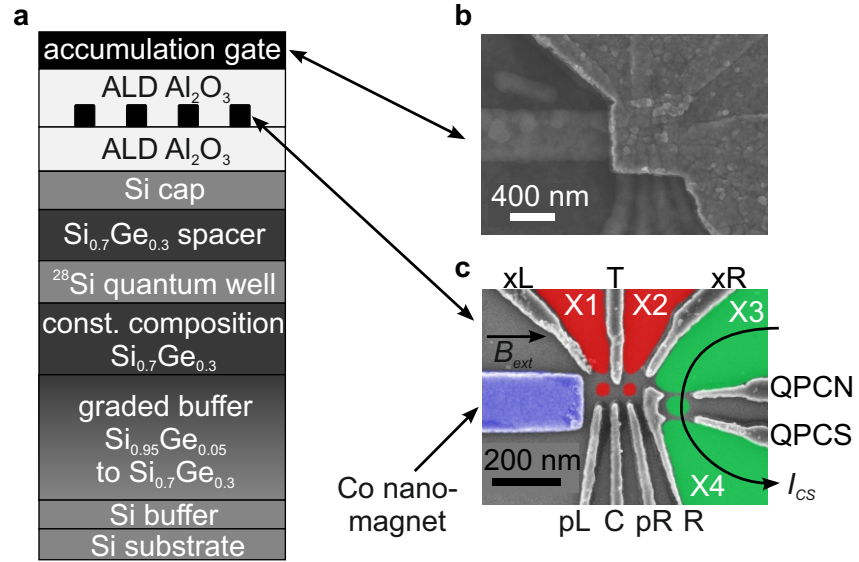 a
accumulation gate
ALD Al₂O₃
ALD Al₂O₃
Si cap
Si₀.₇Ge₀.₃ spacer
²⁸Si quantum well
const. composition
Si₀.₇Ge₀.₃
graded buffer
Si₀.₉₅Ge₀.₀₅
to Si₀.₇Ge₀.₃
Si buffer
Si substrate
b
400 nm
c
xL T xR
X1 X2 X3
B_ext
QPCN
QPCS
200 nm
X4
I_CS
Co nano-
magnet
pL C pR R